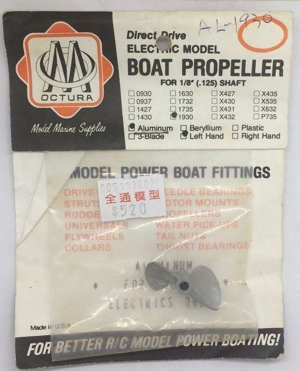 AL-1930
Direct Drive
ELECTRIC MODEL
BOAT PROPELLER
FOR 1/8" (.125) SHAFT
OCTURA
Model Marine Supplies
0930 1630 X427 X435
0937 1732 X430 X535
1427 1735 X431 X632
1430 1930 X432 P735
Aluminum Beryllium Plastic
3-Blade Left Hand Right Hand
MODEL POWER BOAT FITTINGS
DRIVE NEEDLE BEARINGS
STRUTS MOTOR MOUNTS
RUDDE PROPELLERS
UNIVERSALS WATER PICK-UPS
FLYWHEELS TAIL NUTS
COLLARS THRUST BEARINGS
全通模型
$520
ALUMINUM
FOR
ELECTRICS ONLY
Made in U.S.A.
FOR BETTER R/C MODEL POWER BOATING!